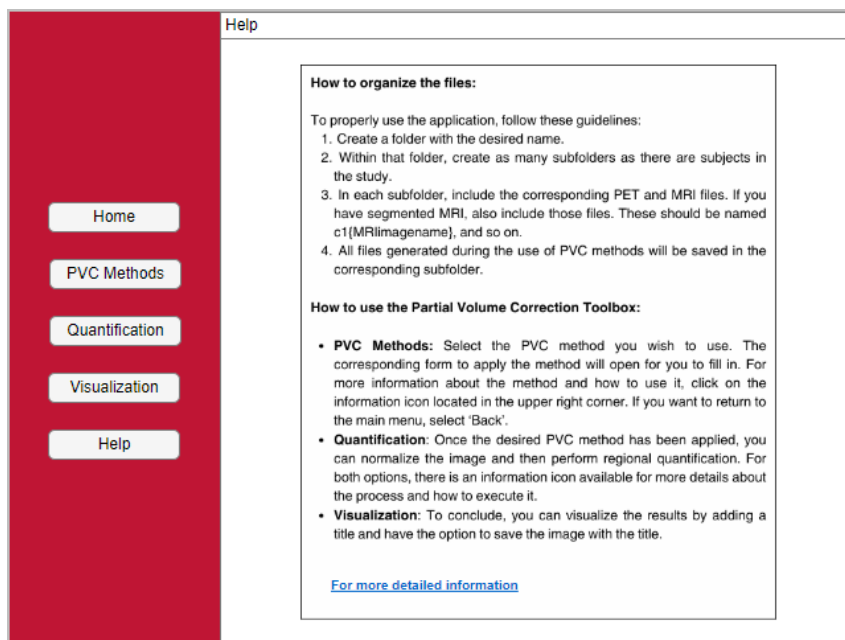 Help
Home
PVC Methods
Quantification
Visualization
Help
How to organize the files:
To properly use the application, follow these guidelines:
1. Create a folder with the desired name.
2. Within that folder, create as many subfolders as there are subjects in
the study.
3. In each subfolder, include the corresponding PET and MRI files. If you
have segmented MRI, also include those files. These should be named
c1{MRIimagename}, and so on.
4. All files generated during the use of PVC methods will be saved in the
corresponding subfolder.
How to use the Partial Volume Correction Toolbox:
• PVC Methods: Select the PVC method you wish to use. The
corresponding form to apply the method will open for you to fill in. For
more information about the method and how to use it, click on the
information icon located in the upper right corner. If you want to return to
the main menu, select ‘Back’.
• Quantification: Once the desired PVC method has been applied, you
can normalize the image and then perform regional quantification. For
both options, there is an information icon available for more details about
the process and how to execute it.
• Visualization: To conclude, you can visualize the results by adding a
title and have the option to save the image with the title.
For more detailed information